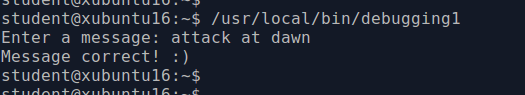 student@xubuntu16:~$
student@xubuntu16:~$ /usr/local/bin/debugging1
Enter a message: attack at dawn
Message correct! :)
student@xubuntu16:~$
student@xubuntu16:~$